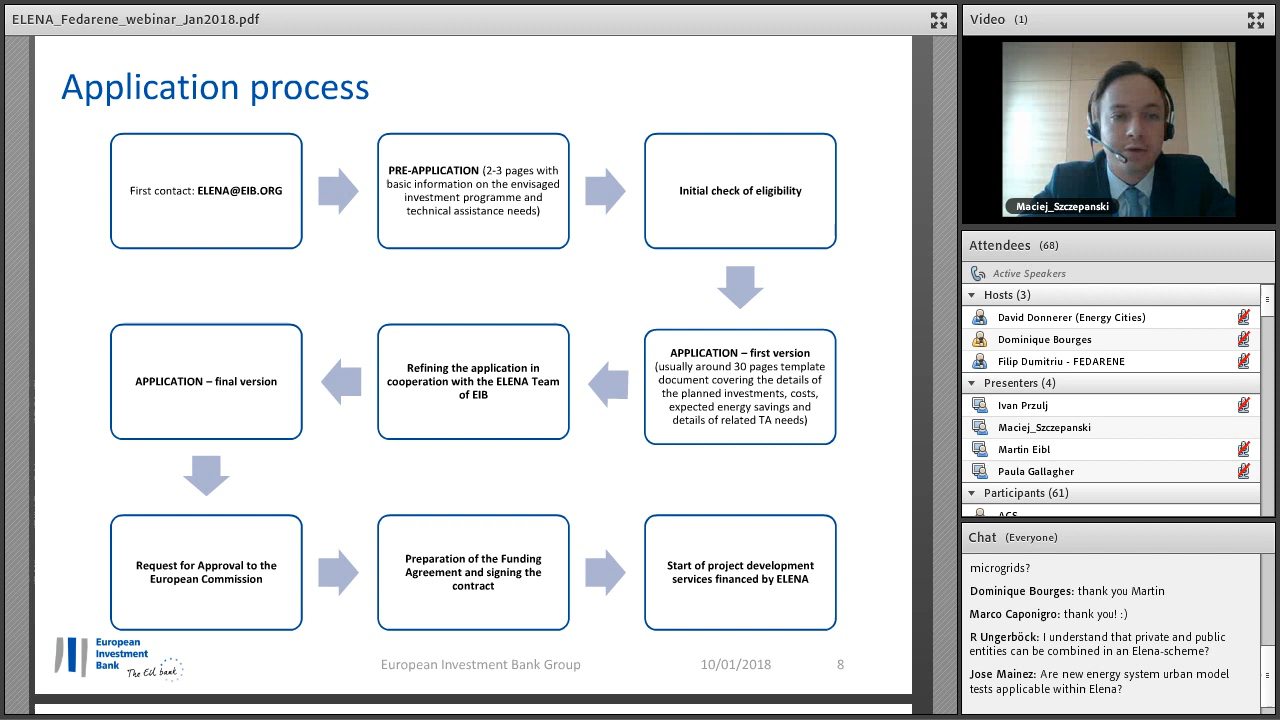 ELENA_Fedarene_webinar_Jan2018.pdf
Application process
First contact: ELENA@EIB.ORG
PRE-APPLICATION (2-3 pages with
basic information on the envisaged
investment programme and
technical assistance needs)
Initial check of eligibility
APPLICATION – first version
(usually around 30 pages template
document covering the details of
the planned investments, costs,
expected energy savings and
details of related TA needs)
Refining the application in
cooperation with the ELENA Team
of EIB
APPLICATION – final version
Request for Approval to the
European Commission
Preparation of the Funding
Agreement and signing the
contract
Start of project development
services financed by ELENA
European
Investment
Bank
The EU bank
European Investment Bank Group
10/01/2018
8
Video (1)
Maciej_Szczepanski
Attendees (68)
Active Speakers
Hosts (3)
David Donnerer (Energy Cities)
Dominique Bourges
Filip Dumitriu - FEDARENE
Presenters (4)
Ivan Przulj
Maciej_Szczepanski
Martin Eibl
Paula Gallagher
Participants (61)
ACS
Chat (Everyone)
microgrids?
Dominique Bourges: thank you Martin
Marco Caponigro: thank you! :)
R Ungerböck: I understand that private and public
entities can be combined in an Elena-scheme?
Jose Mainez: Are new energy system urban model
tests applicable within Elena?